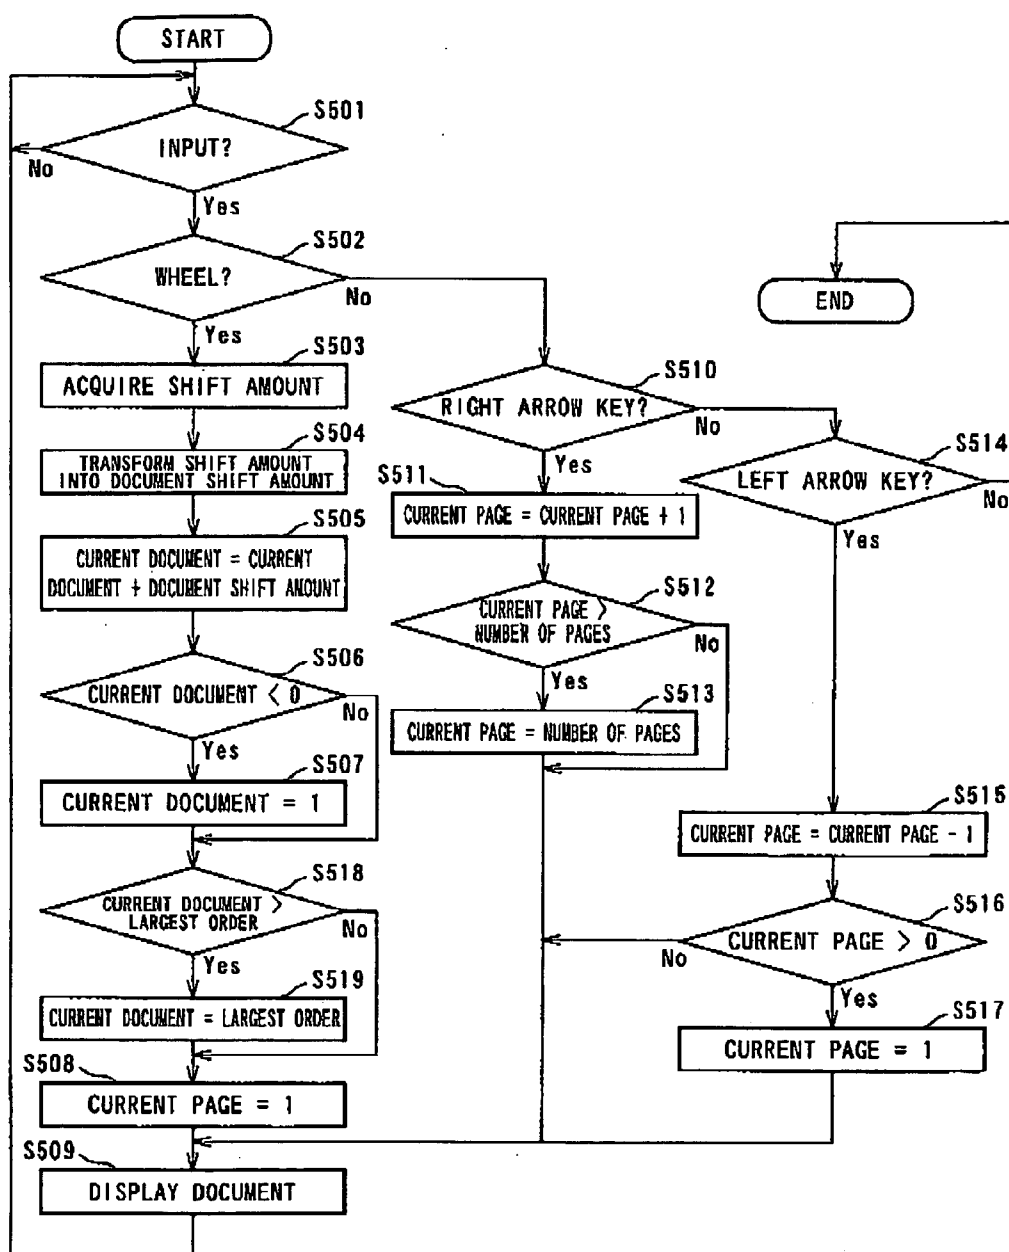 START
S501
INPUT?
No
Yes
S502
WHEEL?
No
Yes
S503
ACQUIRE SHIFT AMOUNT
S504
TRANSFORM SHIFT AMOUNT
INTO DOCUMENT SHIFT AMOUNT
S505
CURRENT DOCUMENT = CURRENT
DOCUMENT + DOCUMENT SHIFT AMOUNT
S506
CURRENT DOCUMENT < 0
No
Yes
S507
CURRENT DOCUMENT = 1
S518
CURRENT DOCUMENT >
LARGEST ORDER
No
Yes
S519
CURRENT DOCUMENT = LARGEST ORDER
S508
CURRENT PAGE = 1
S509
DISPLAY DOCUMENT
S510
RIGHT ARROW KEY?
No
Yes
S511
CURRENT PAGE = CURRENT PAGE + 1
S512
CURRENT PAGE >
NUMBER OF PAGES
No
Yes
S513
CURRENT PAGE = NUMBER OF PAGES
END
S514
LEFT ARROW KEY?
No
Yes
S515
CURRENT PAGE = CURRENT PAGE - 1
S516
CURRENT PAGE > 0
No
Yes
S517
CURRENT PAGE = 1